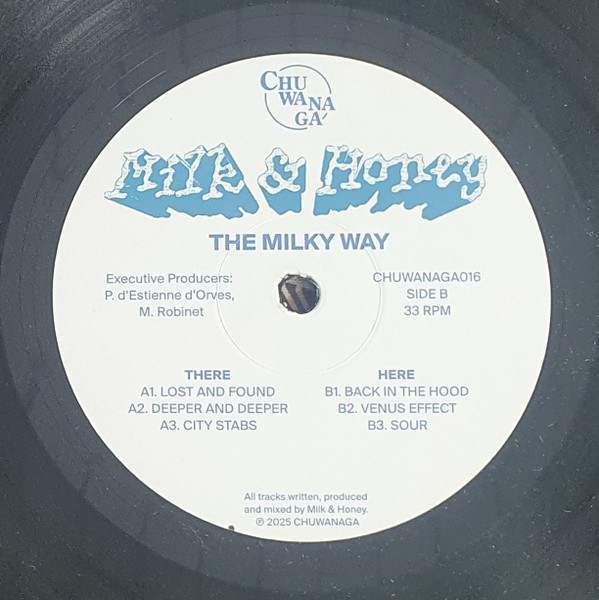 CHU
WA NA
GA
Milk & Honey
THE MILKY WAY
Executive Producers:
P. d'Estienne d'Orves,
M. Robinet
CHUWANAGA016
SIDE B
33 RPM
THERE
A1. LOST AND FOUND
A2. DEEPER AND DEEPER
A3. CITY STABS
HERE
B1. BACK IN THE HOOD
B2. VENUS EFFECT
B3. SOUR
All tracks written, produced
and mixed by Milk & Honey.
℗ 2025 CHUWANAGA